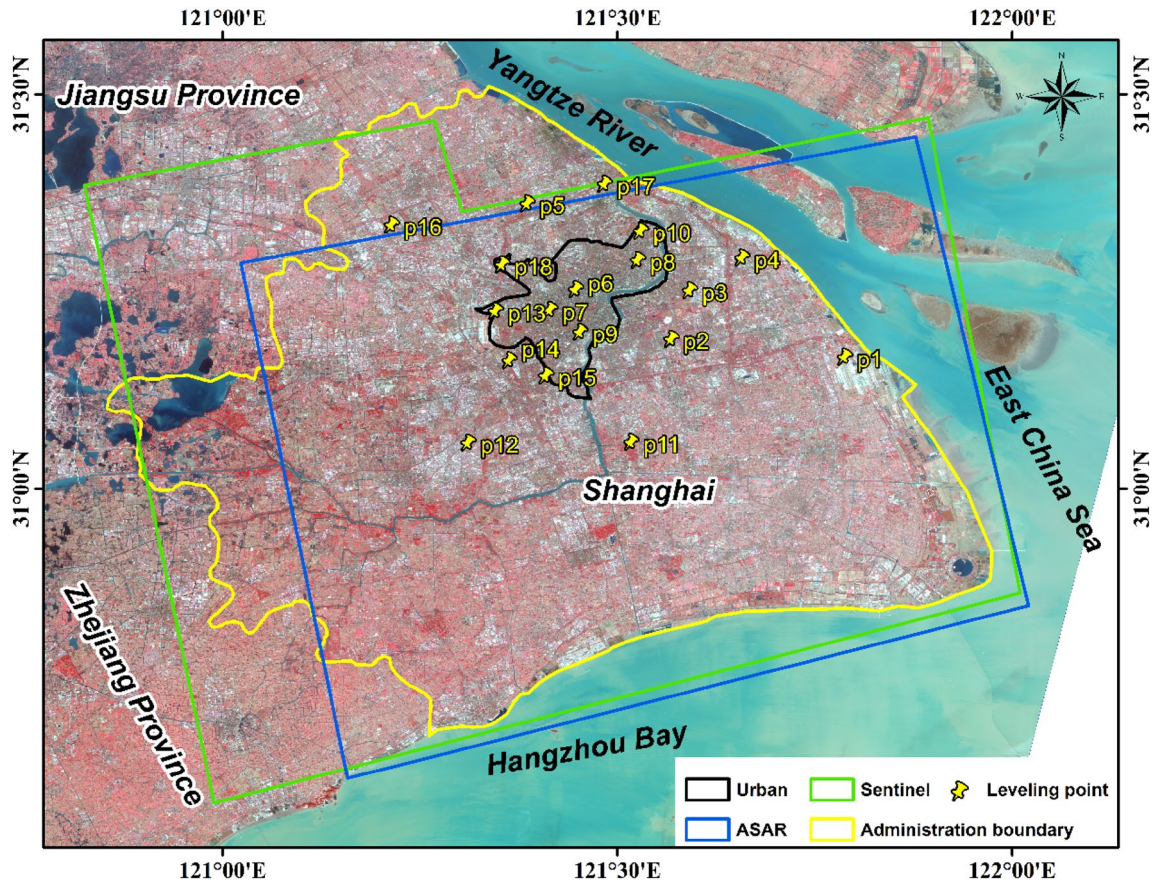 121°00'E 121°30'E 122°00'E
31°30'N 31°30'N
N
W E
S
Jiangsu Province
Yangtze River
p17
p5
p16
p10
p18
p8
p4
p6
p3
p13
p7
p9
p2
p14
p1
p15
p12
p11
31°00'N 31°00'N
Shanghai
East China Sea
Zhejiang Province
Hangzhou Bay
Urban Sentinel Leveling point
ASAR Administration boundary
121°00'E 121°30'E 122°00'E